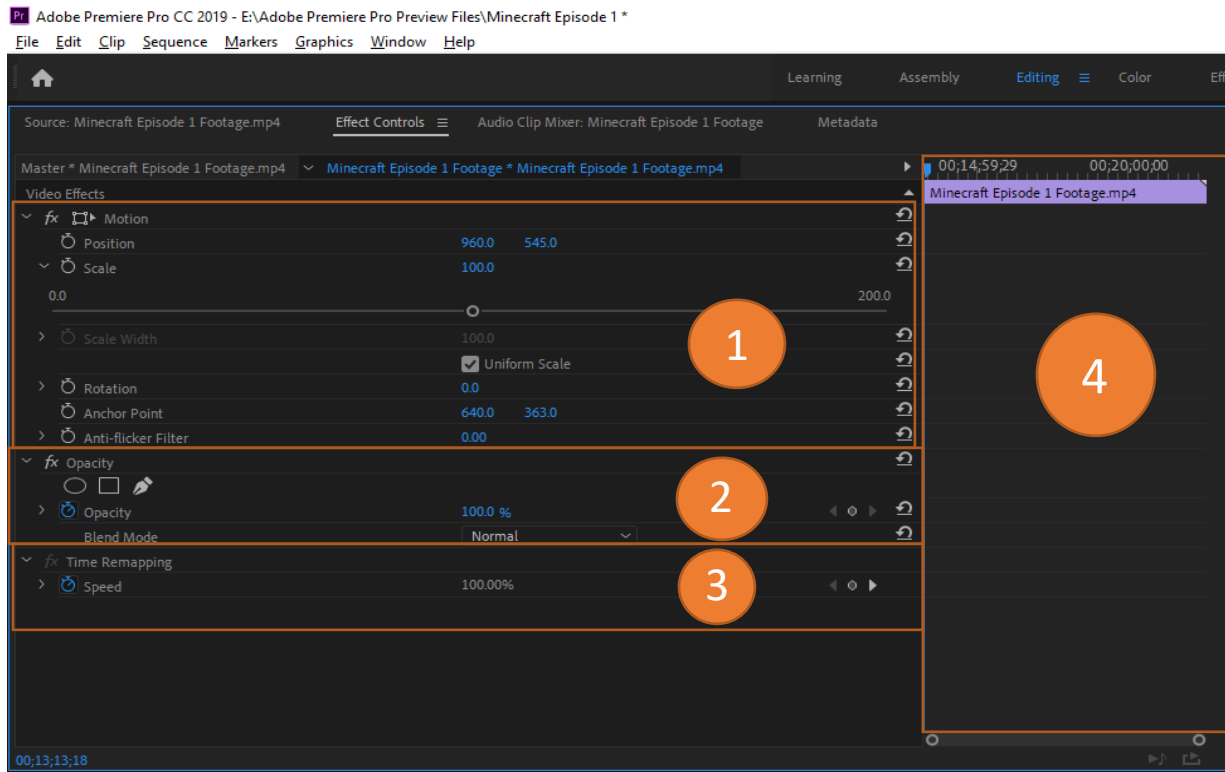 Pr Adobe Premiere Pro CC 2019 - E:\Adobe Premiere Pro Preview Files\Minecraft Episode 1 *
File Edit Clip Sequence Markers Graphics Window Help
Learning Assembly Editing Color Eff
Source: Minecraft Episode 1 Footage.mp4 Effect Controls Audio Clip Mixer: Minecraft Episode 1 Footage Metadata
Master * Minecraft Episode 1 Footage.mp4 Minecraft Episode 1 Footage * Minecraft Episode 1 Footage.mp4 00;14;59;29 00;20;00;00
Video Effects Minecraft Episode 1 Footage.mp4
fx Motion
Position 960.0 545.0
Scale 100.0
0.0 200.0
Scale Width 100.0
1
Uniform Scale
4
Rotation 0.0
Anchor Point 640.0 363.0
Anti-flicker Filter 0.00
fx Opacity
2
Opacity 100.0 %
Blend Mode Normal
fx Time Remapping
Speed 100.00%
3
00;13;13;18